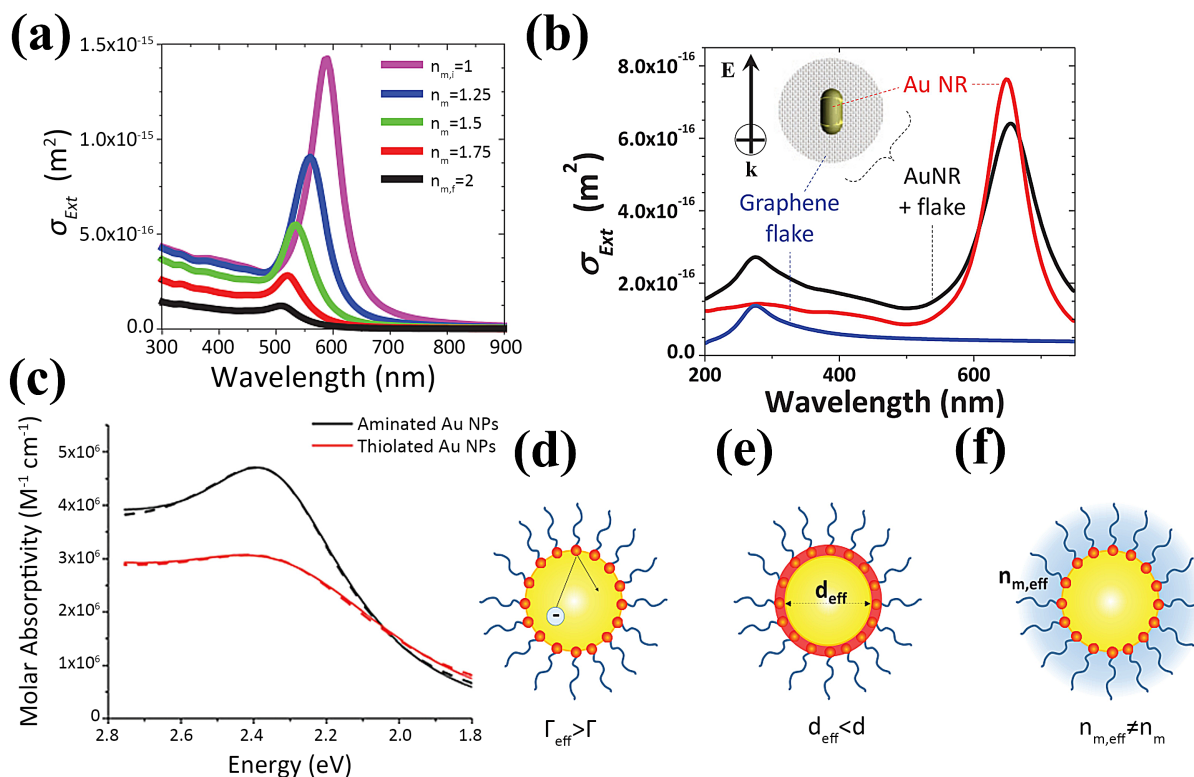 (a)
1.5x10⁻¹⁵
1.0x10⁻¹⁵
5.0x10⁻¹⁶
0.0
σ_Ext (m²)
n_m,i=1
n_m=1.25
n_m=1.5
n_m=1.75
n_m,f=2
300 400 500 600 700 800 900
Wavelength (nm)
(b)
8.0x10⁻¹⁶
6.0x10⁻¹⁶
4.0x10⁻¹⁶
2.0x10⁻¹⁶
0.0
σ_Ext (m²)
E
k
Au NR
AuNR
+ flake
Graphene
flake
200 400 600
Wavelength (nm)
(c)
Aminated Au NPs
Thiolated Au NPs
Molar Absorptivity (M⁻¹ cm⁻¹)
5x10⁶
4x10⁶
3x10⁶
2x10⁶
1x10⁶
0
2.8 2.6 2.4 2.2 2.0 1.8
Energy (eV)
(d)
-
Γ_eff>Γ
(e)
d_eff
d_eff<d
(f)
n_m,eff
n_m,eff≠n_m